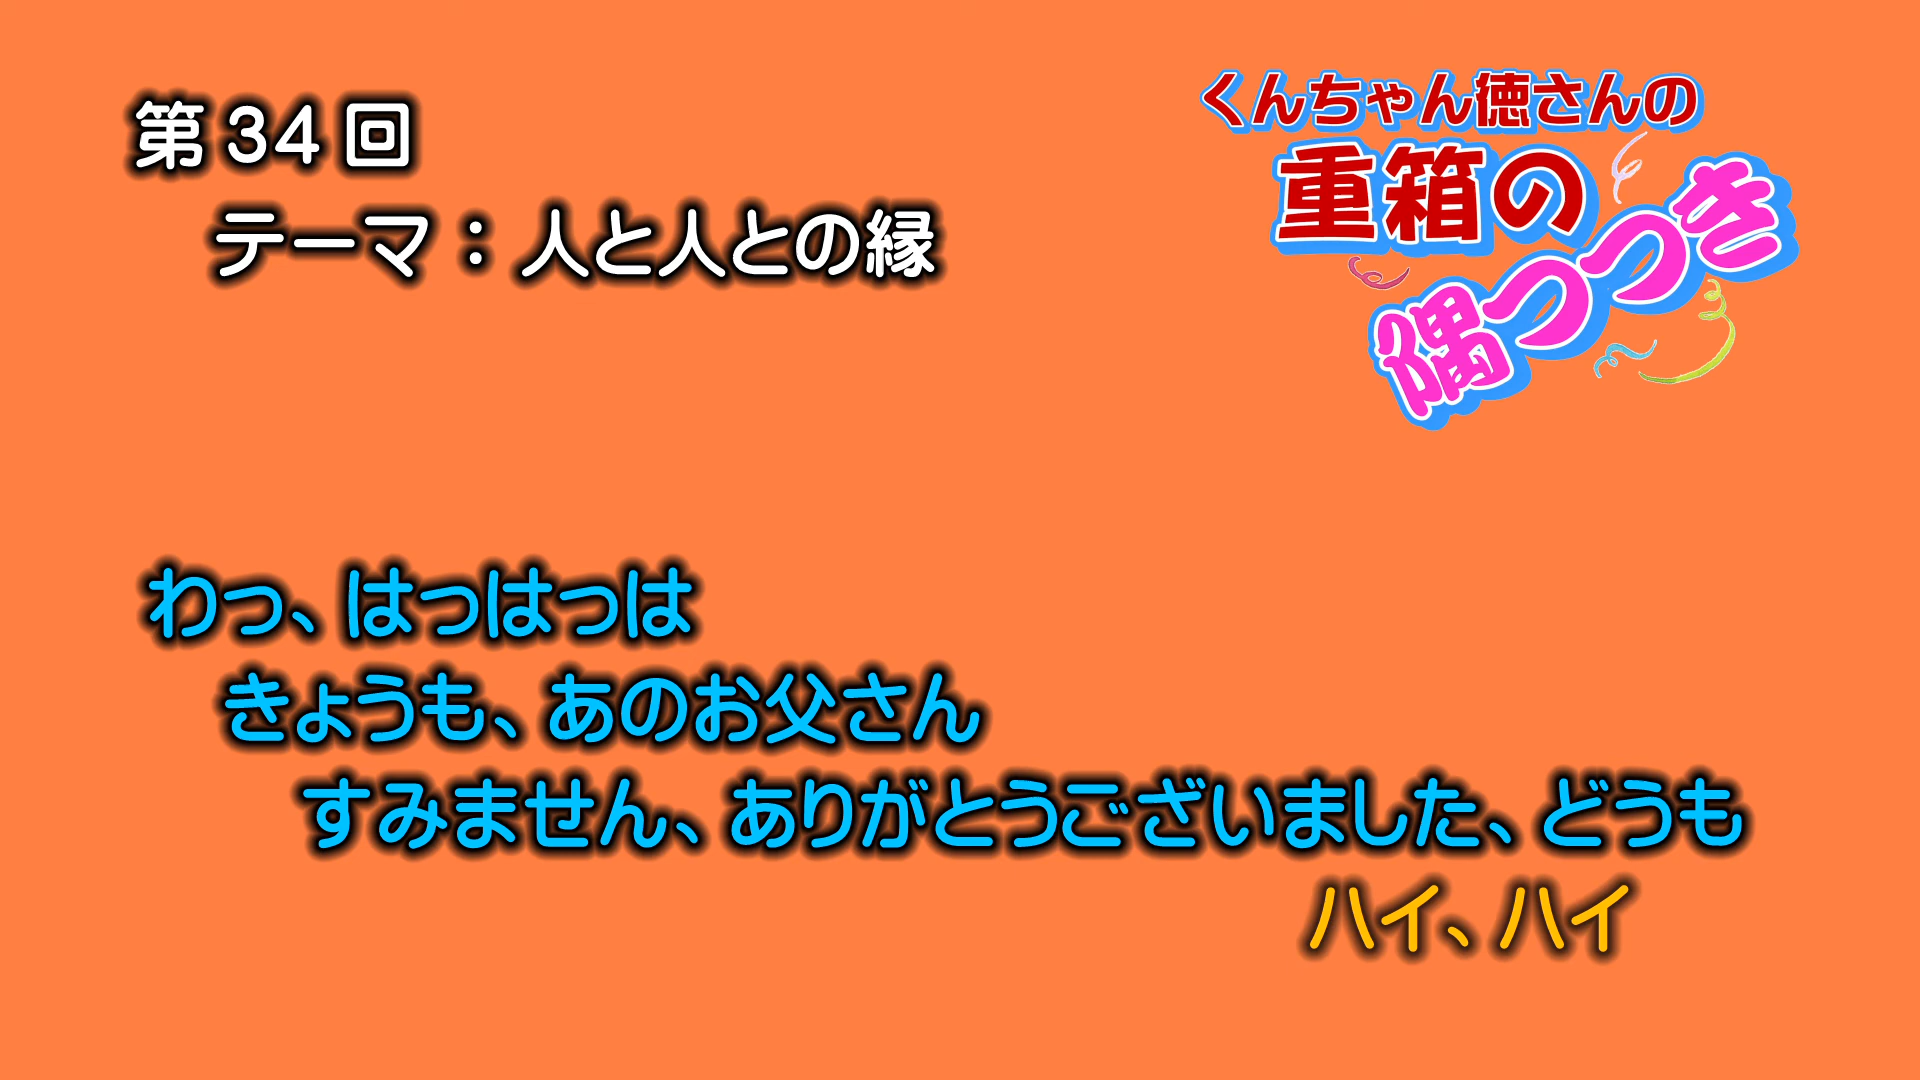 第34回
テーマ：人と人との縁
くんちゃん徳さんの
重箱の
隅つつき
わっ、はっはっは
きょうも、あのお父さん
すみません、ありがとうございました、どうも
ハイ、ハイ